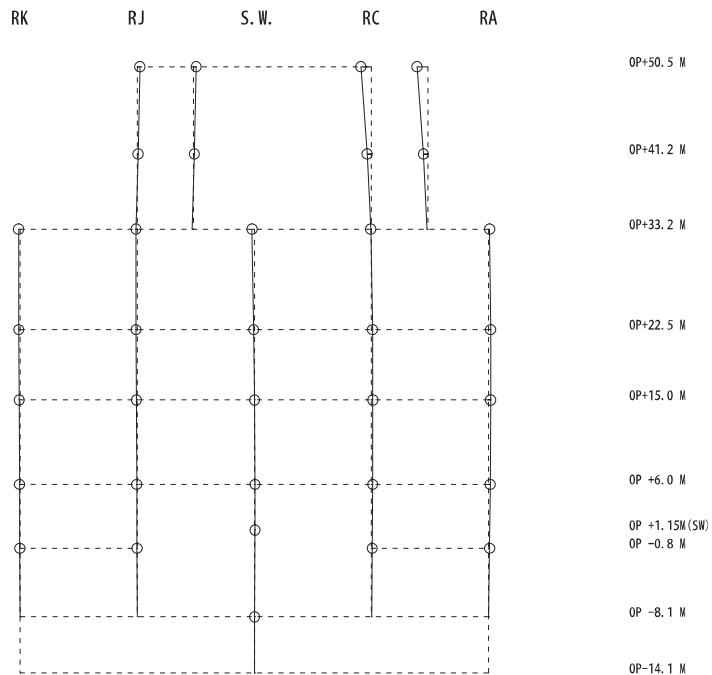 RK RJ S.W. RC RA
OP+50.5 M
OP+41.2 M
OP+33.2 M
OP+22.5 M
OP+15.0 M
OP +6.0 M
OP +1.15M(SW)
OP -0.8 M
OP -8.1 M
OP-14.1 M